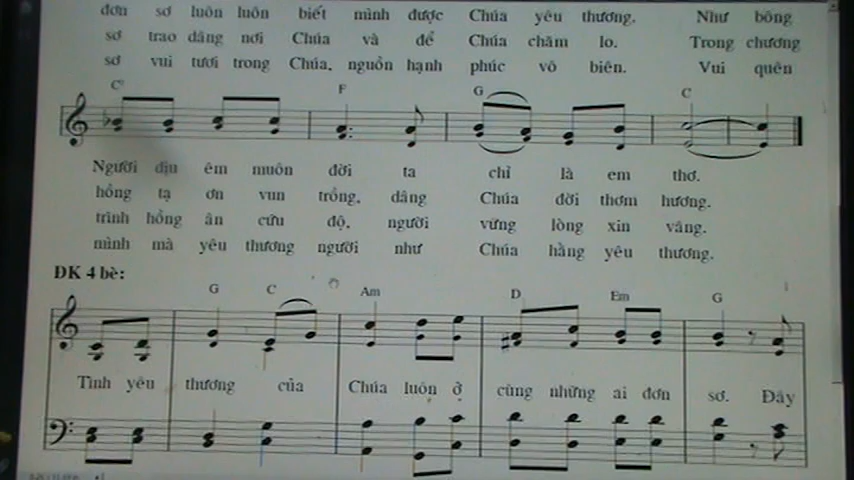 đơn sơ luôn luôn biết mình được Chúa yêu thương. Như bông
sơ trao dâng nơi Chúa và để Chúa chăm lo. Trong chương
sơ vui tươi trong Chúa, nguồn hạnh phúc vô biên. Vui quên
C7 F G C
Người dịu êm muôn đời ta chỉ là em thơ.
hồng tạ ơn vun trồng, dâng Chúa đời thơm hương.
trình hồng ân cứu độ, người vững lòng xin vâng.
mình mà yêu thương người như Chúa hằng yêu thương.
ĐK 4 bè:
G C Am D Em G
Tình yêu thương của Chúa luôn ở cùng những ai đơn sơ. Đây